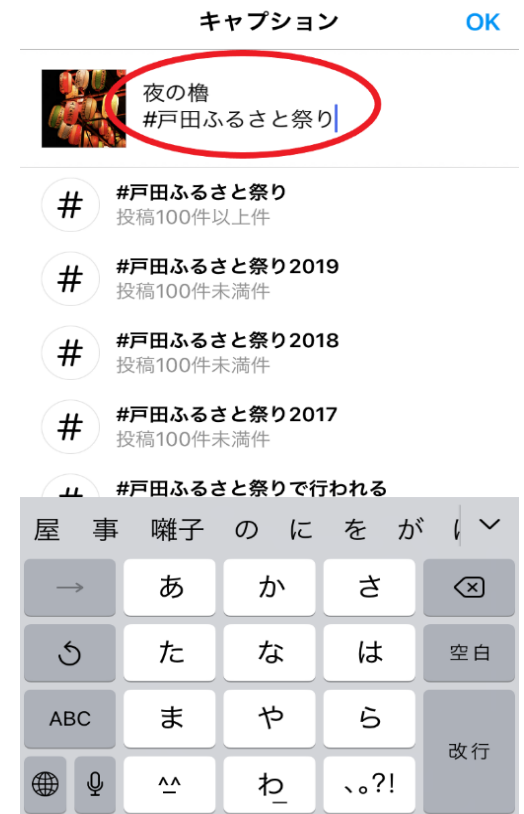 キャプション OK
夜の櫓
#戸田ふるさと祭り
# #戸田ふるさと祭り
投稿100件以上件
# #戸田ふるさと祭り2019
投稿100件未満件
# #戸田ふるさと祭り2018
投稿100件未満件
# #戸田ふるさと祭り2017
投稿100件未満件
# #戸田ふるさと祭りで行われる
屋 事 囃子 の に を が
→ あ か さ
た な は 空白
ABC ま や ら
改行
^^ わ 、。?!